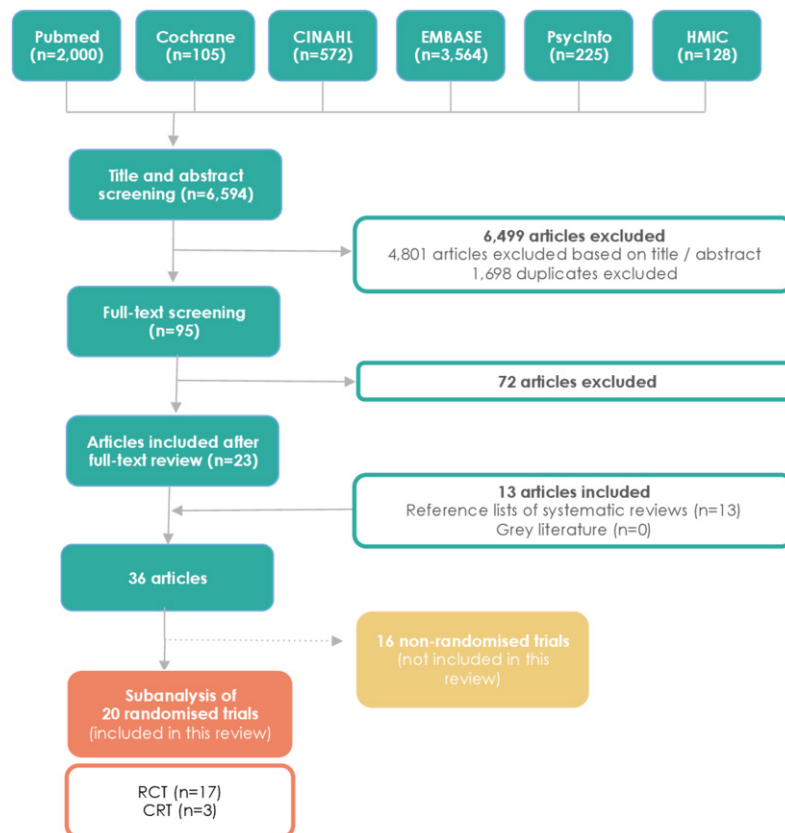 Pubmed
(n=2,000)
Cochrane
(n=105)
CINAHL
(n=572)
EMBASE
(n=3,564)
PsycInfo
(n=225)
HMIC
(n=128)
Title and abstract
screening (n=6,594)
6,499 articles excluded
4,801 articles excluded based on title / abstract
1,698 duplicates excluded
Full-text screening
(n=95)
72 articles excluded
Articles included after
full-text review (n=23)
13 articles included
Reference lists of systematic reviews (n=13)
Grey literature (n=0)
36 articles
16 non-randomised trials
(not included in this
review)
Subanalysis of
20 randomised trials
(included in this review)
RCT (n=17)
CRT (n=3)